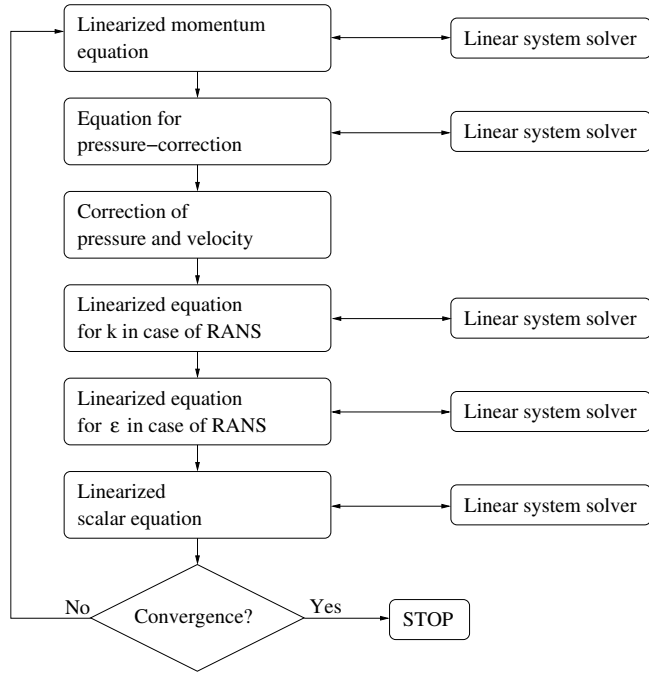 Linearized momentum
equation
Linear system solver
Equation for
pressure−correction
Linear system solver
Correction of
pressure and velocity
Linearized equation
for k in case of RANS
Linear system solver
Linearized equation
for ε in case of RANS
Linear system solver
Linearized
scalar equation
Linear system solver
No
Convergence?
Yes
STOP